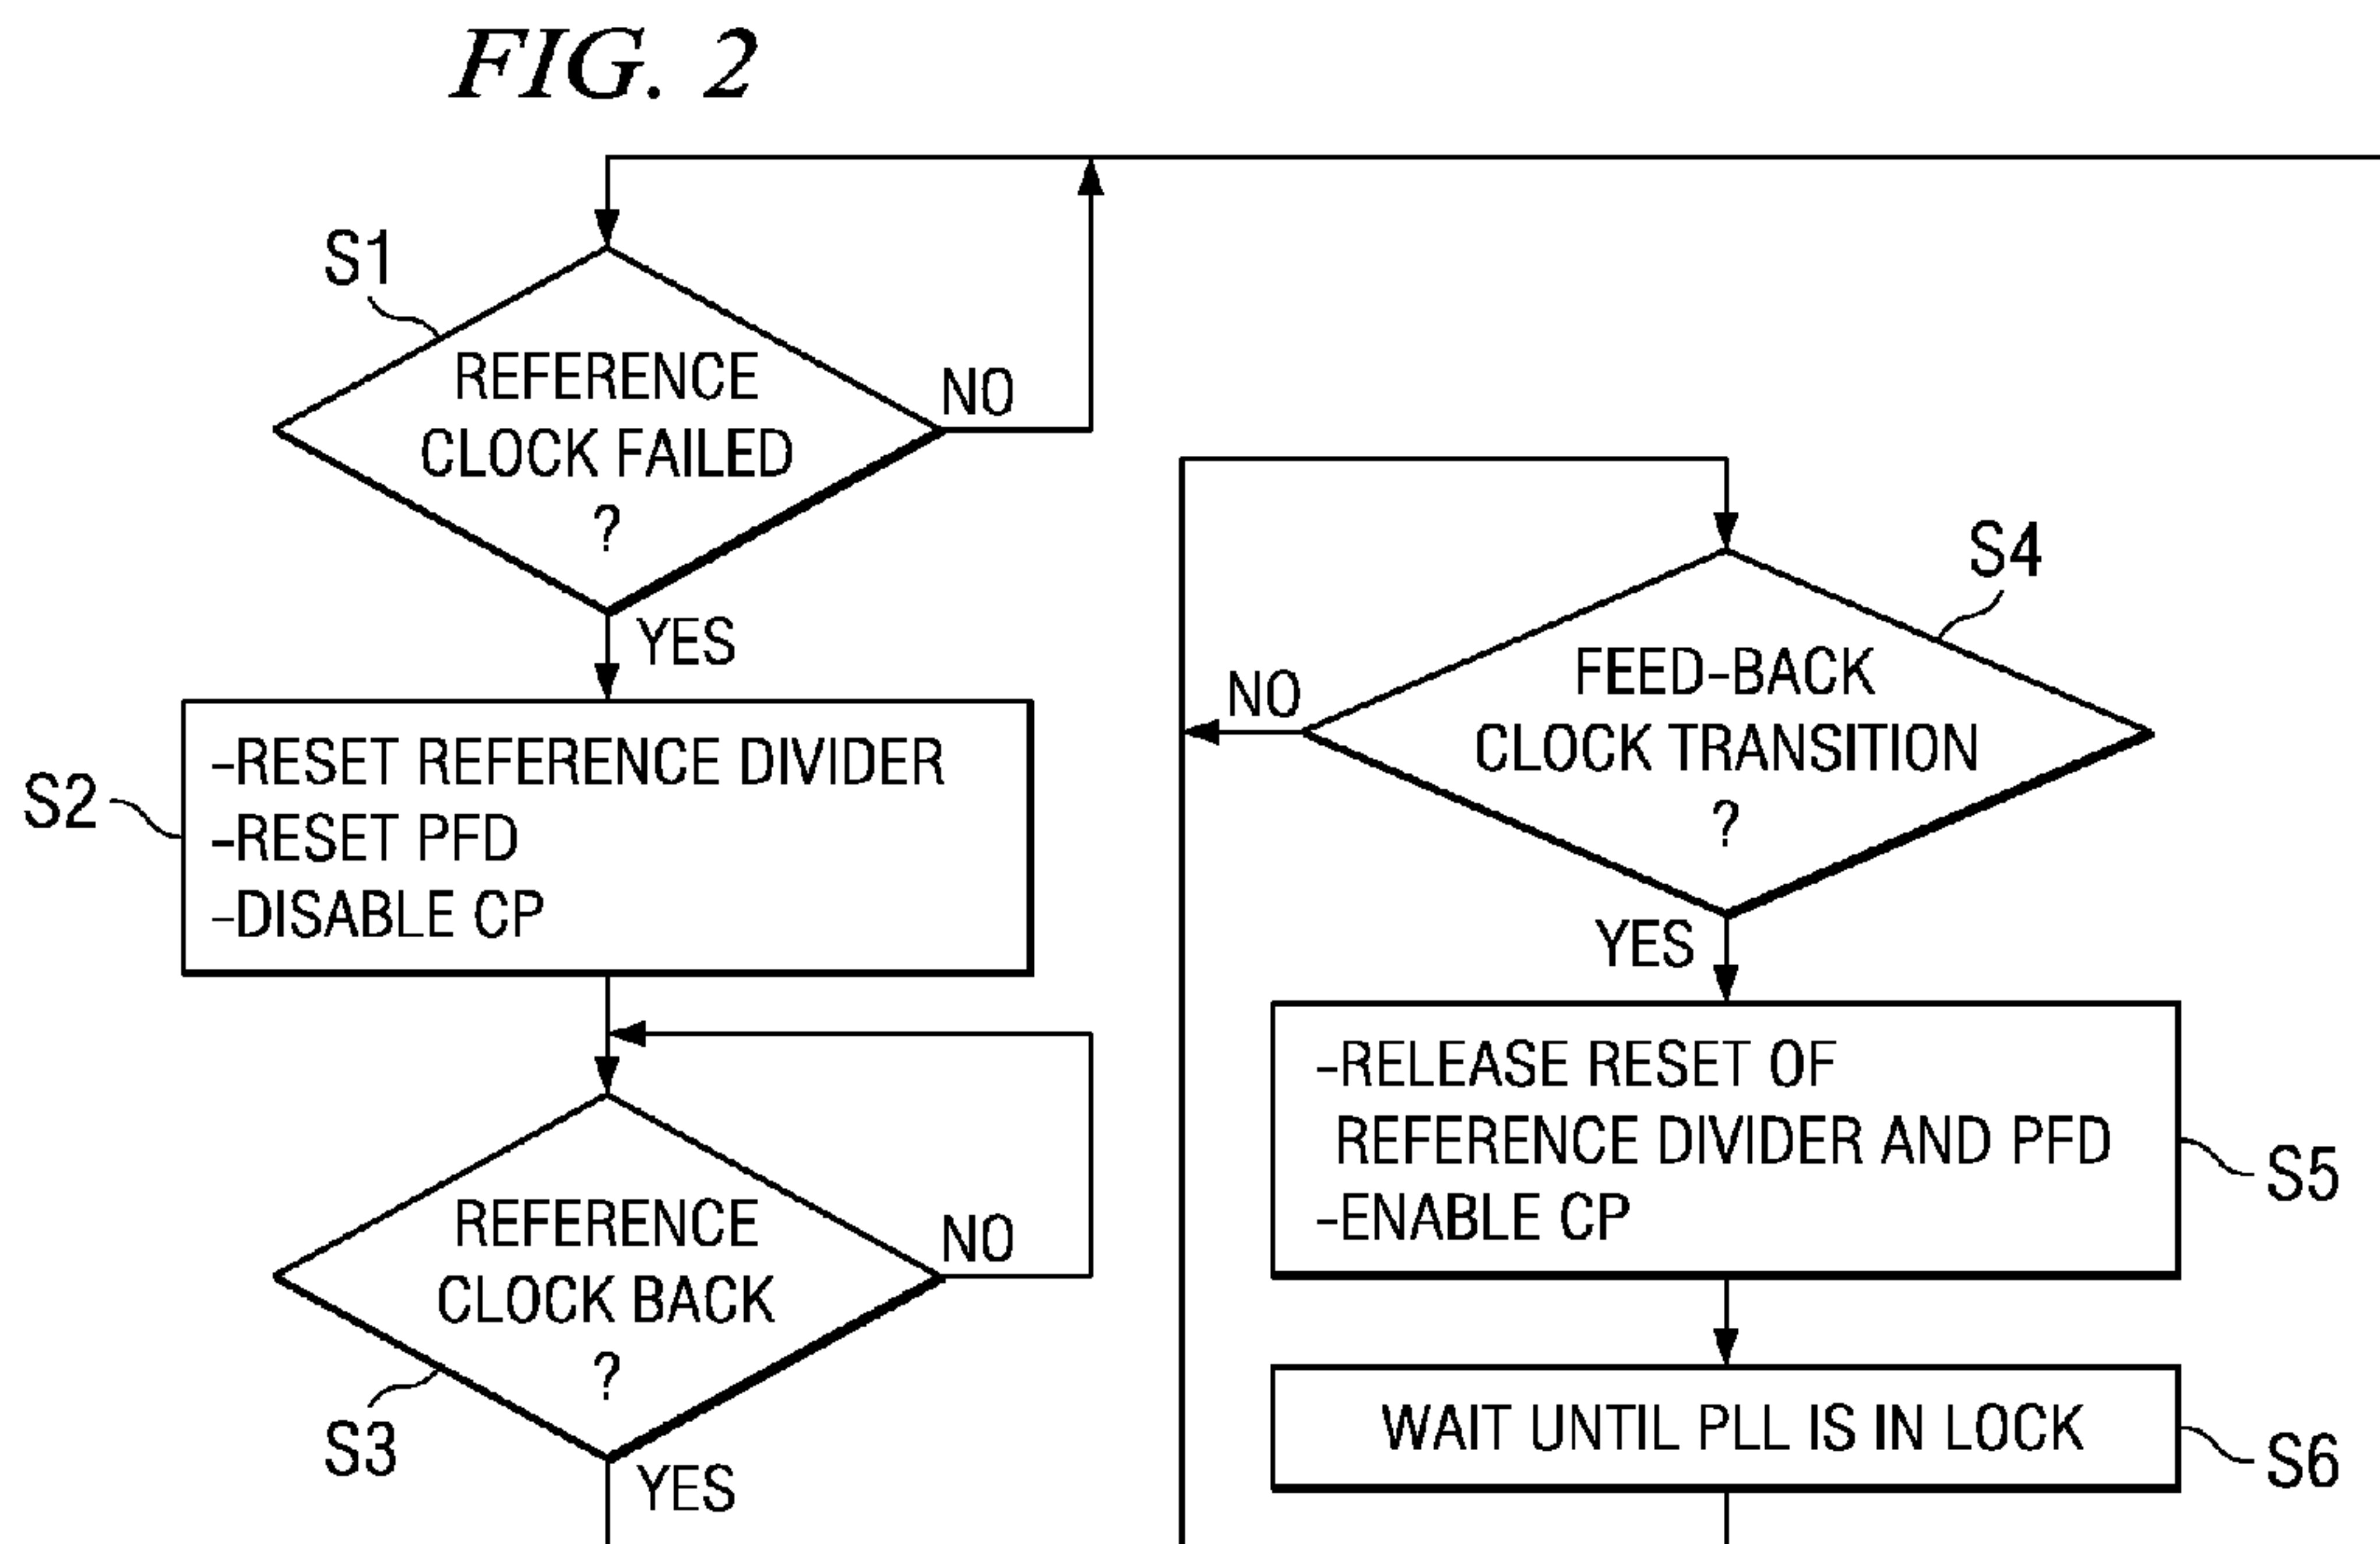 FIG. 2
S1
REFERENCE
CLOCK FAILED
?
NO
YES
S2
-RESET REFERENCE DIVIDER
-RESET PFD
-DISABLE CP
REFERENCE
CLOCK BACK
?
NO
S3
YES
S4
FEED-BACK
CLOCK TRANSITION
?
NO
YES
-RELEASE RESET OF
REFERENCE DIVIDER AND PFD
-ENABLE CP
S5
WAIT UNTIL PLL IS IN LOCK
S6